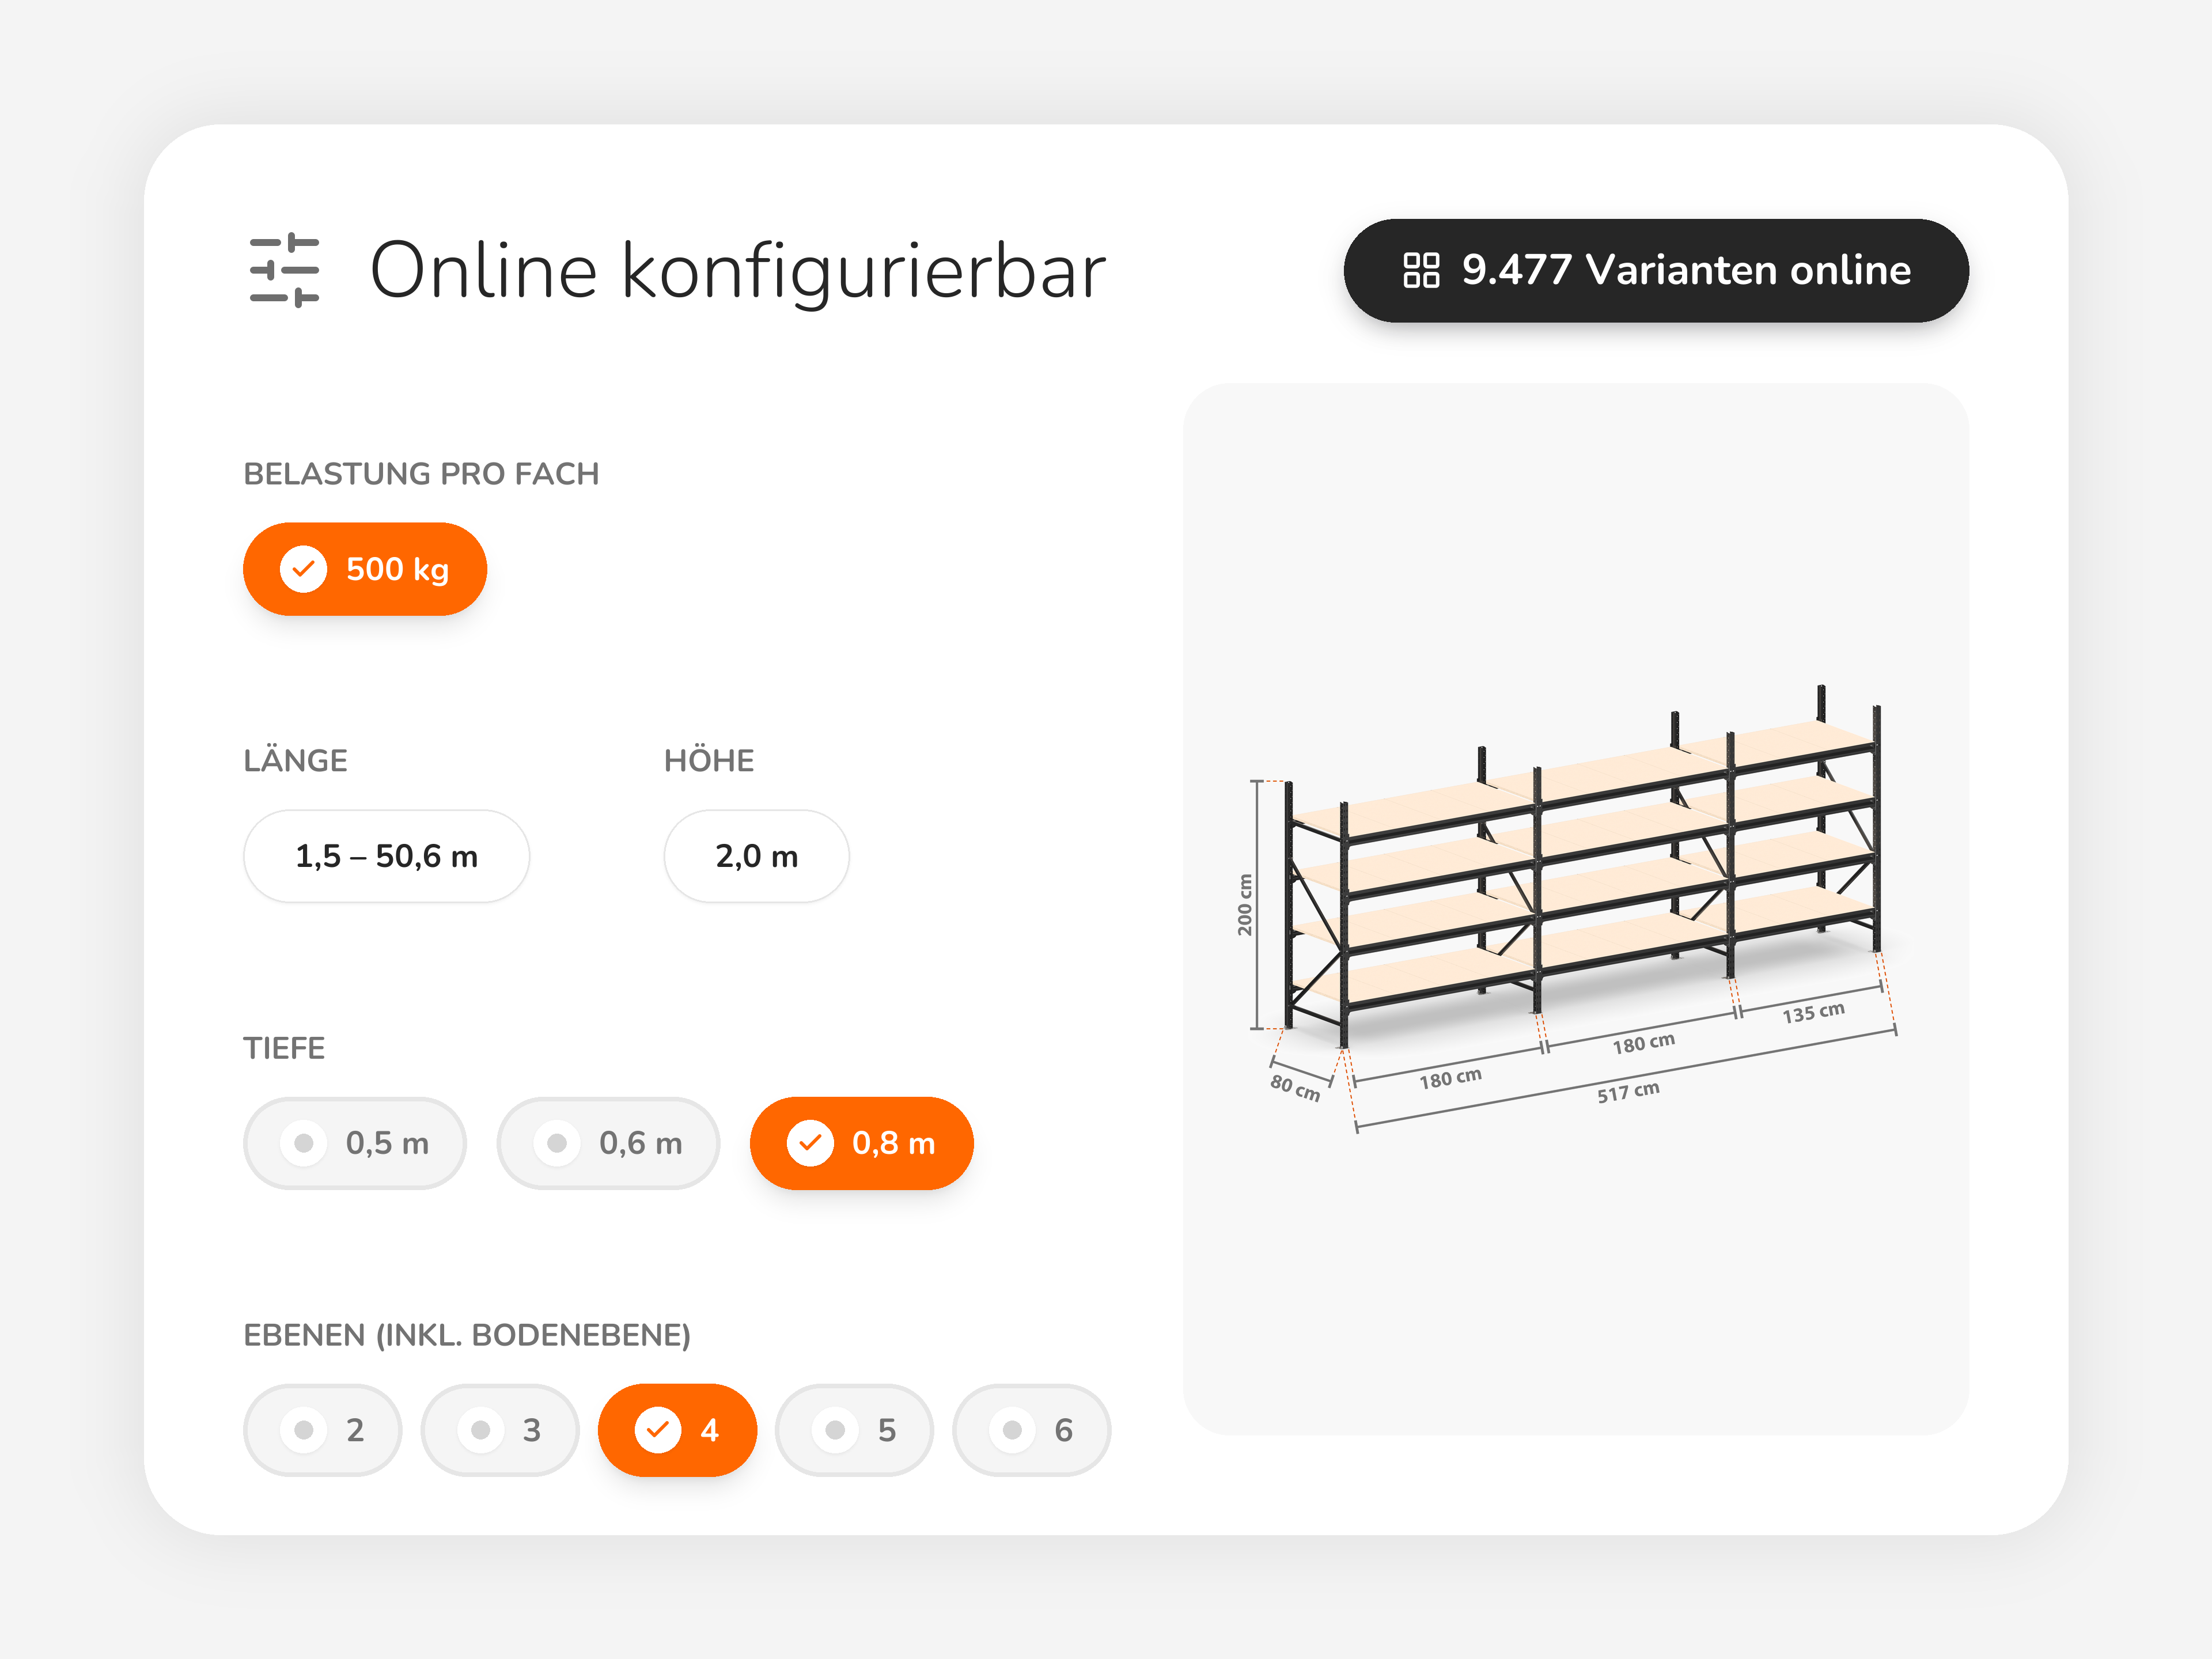 Online konfigurierbar
9.477 Varianten online
BELASTUNG PRO FACH
500 kg
LÄNGE
HÖHE
1,5 – 50,6 m
2,0 m
TIEFE
0,5 m
0,6 m
0,8 m
EBENEN (INKL. BODENEBENE)
2
3
4
5
6
200 cm
80 cm
180 cm
180 cm
135 cm
517 cm